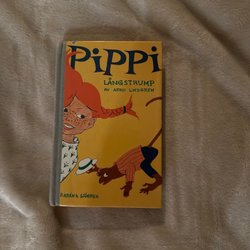 PiPPi
LÅNGSTRUMP
AV ASTRID LINDGREN
RABÉN & SJÖGREN